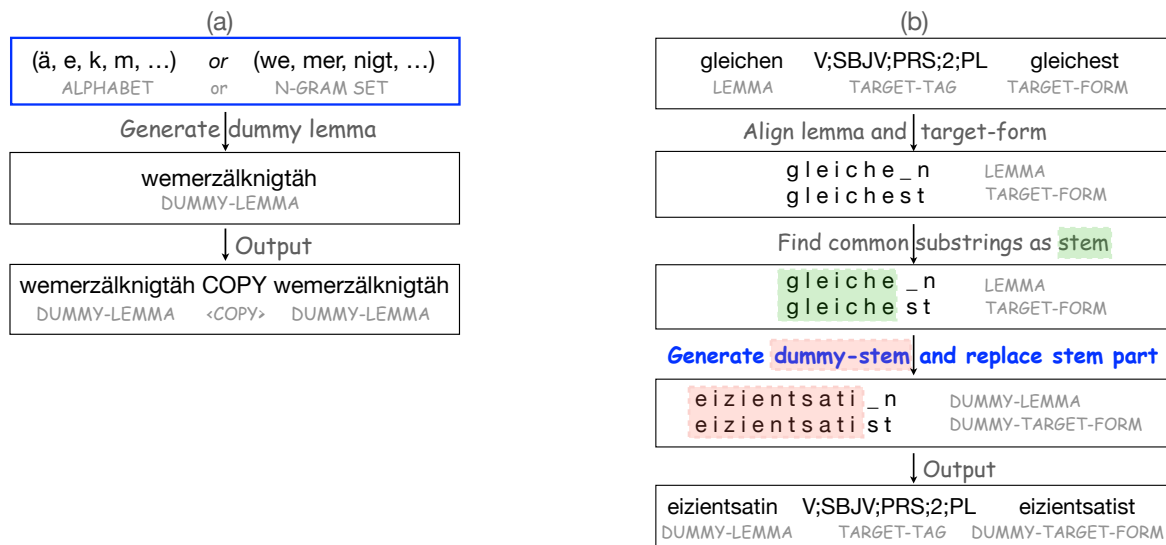 (a)
(ä, e, k, m, …) or (we, mer, nigt, …)
ALPHABET or N-GRAM SET
Generate dummy lemma
wemerzälknigtäh
DUMMY-LEMMA
Output
wemerzälknigtäh COPY wemerzälknigtäh
DUMMY-LEMMA <COPY> DUMMY-LEMMA
(b)
gleichen V;SBJV;PRS;2;PL gleichest
LEMMA TARGET-TAG TARGET-FORM
Align lemma and target-form
g l e i c h e _ n LEMMA
g l e i c h e s t TARGET-FORM
Find common substrings as stem
g l e i c h e _ n LEMMA
g l e i c h e s t TARGET-FORM
Generate dummy-stem and replace stem part
e i z i e n t s a t i _ n DUMMY-LEMMA
e i z i e n t s a t i s t DUMMY-TARGET-FORM
Output
eizientsatin V;SBJV;PRS;2;PL eizientsatist
DUMMY-LEMMA TARGET-TAG DUMMY-TARGET-FORM